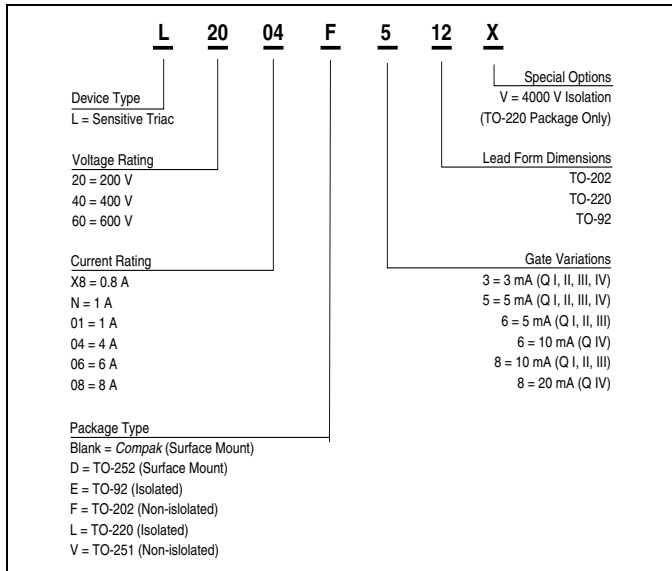 L 20 04 F 5 12 X
Device Type
L = Sensitive Triac
Voltage Rating
20 = 200 V
40 = 400 V
60 = 600 V
Current Rating
X8 = 0.8 A
N = 1 A
01 = 1 A
04 = 4 A
06 = 6 A
08 = 8 A
Package Type
Blank = Compak (Surface Mount)
D = TO-252 (Surface Mount)
E = TO-92 (Isolated)
F = TO-202 (Non-islolated)
L = TO-220 (Isolated)
V = TO-251 (Non-islolated)
Special Options
V = 4000 V Isolation
(TO-220 Package Only)
Lead Form Dimensions
TO-202
TO-220
TO-92
Gate Variations
3 = 3 mA (Q I, II, III, IV)
5 = 5 mA (Q I, II, III, IV)
6 = 5 mA (Q I, II, III)
6 = 10 mA (Q IV)
8 = 10 mA (Q I, II, III)
8 = 20 mA (Q IV)